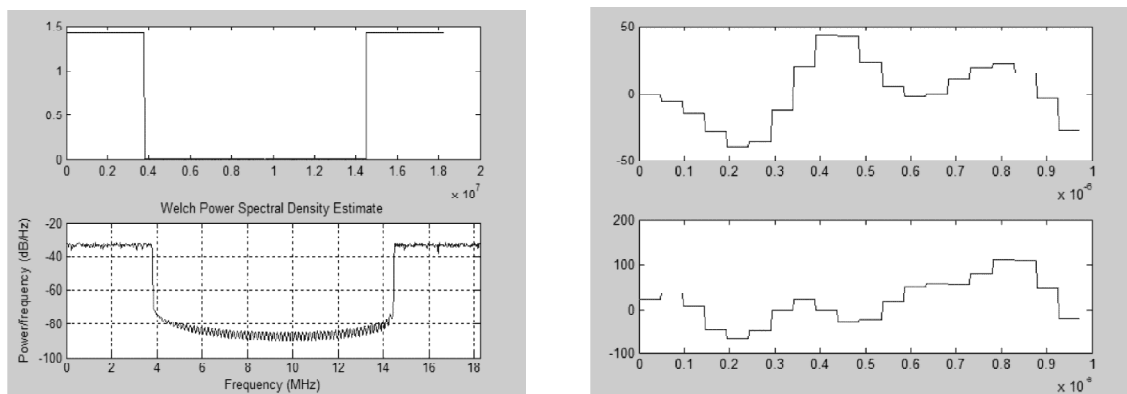 1.5
1
0.5
0
0 0.2 0.4 0.6 0.8 1 1.2 1.4 1.6 1.8 2
x 10^7
Welch Power Spectral Density Estimate
Power/frequency (dB/Hz)
-20
-40
-60
-80
-100
0 2 4 6 8 10 12 14 16 18
Frequency (MHz)
50
0
-50
0 0.1 0.2 0.3 0.4 0.5 0.6 0.7 0.8 0.9 1
x 10^-6
200
100
0
-100
0 0.1 0.2 0.3 0.4 0.5 0.6 0.7 0.8 0.9 1